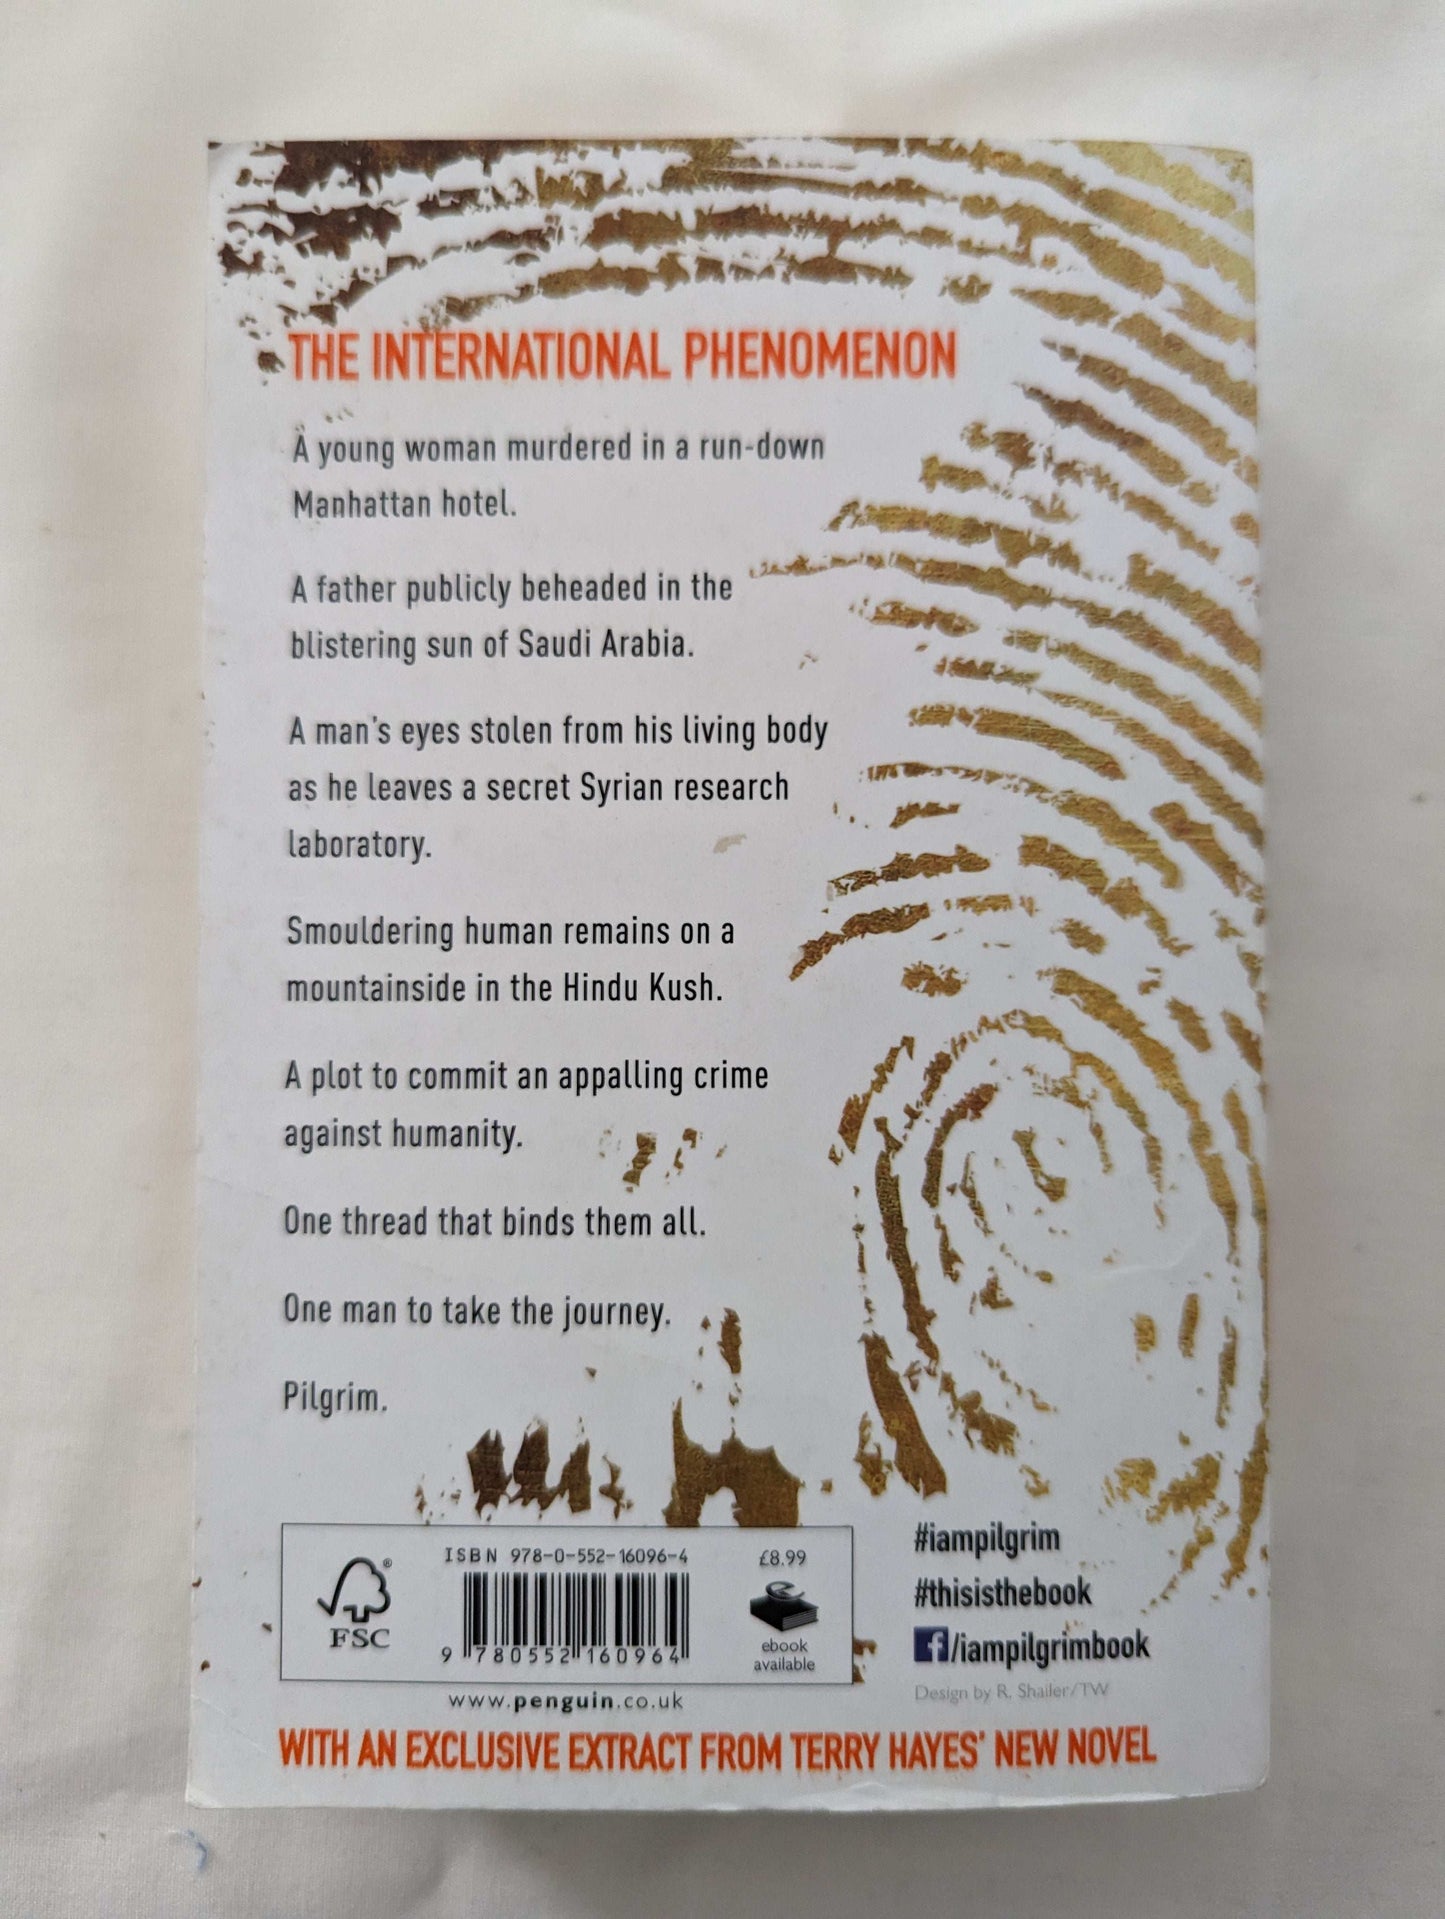 THE INTERNATIONAL PHENOMENON
A young woman murdered in a run-down
Manhattan hotel.
A father publicly beheaded in the
blistering sun of Saudi Arabia.
A man's eyes stolen from his living body
as he leaves a secret Syrian research
laboratory.
Smouldering human remains on a
mountainside in the Hindu Kush.
A plot to commit an appalling crime
against humanity.
One thread that binds them all.
One man to take the journey.
Pilgrim.
®
FSC
ISBN 978-0-552-16096-4
9 780552 160964
£8.99
e
ebook
available
www.penguin.co.uk
#iampilgrim
#thisisthebook
f/iampilgrimbook
Design by R. Shailer/TW
WITH AN EXCLUSIVE EXTRACT FROM TERRY HAYES' NEW NOVEL